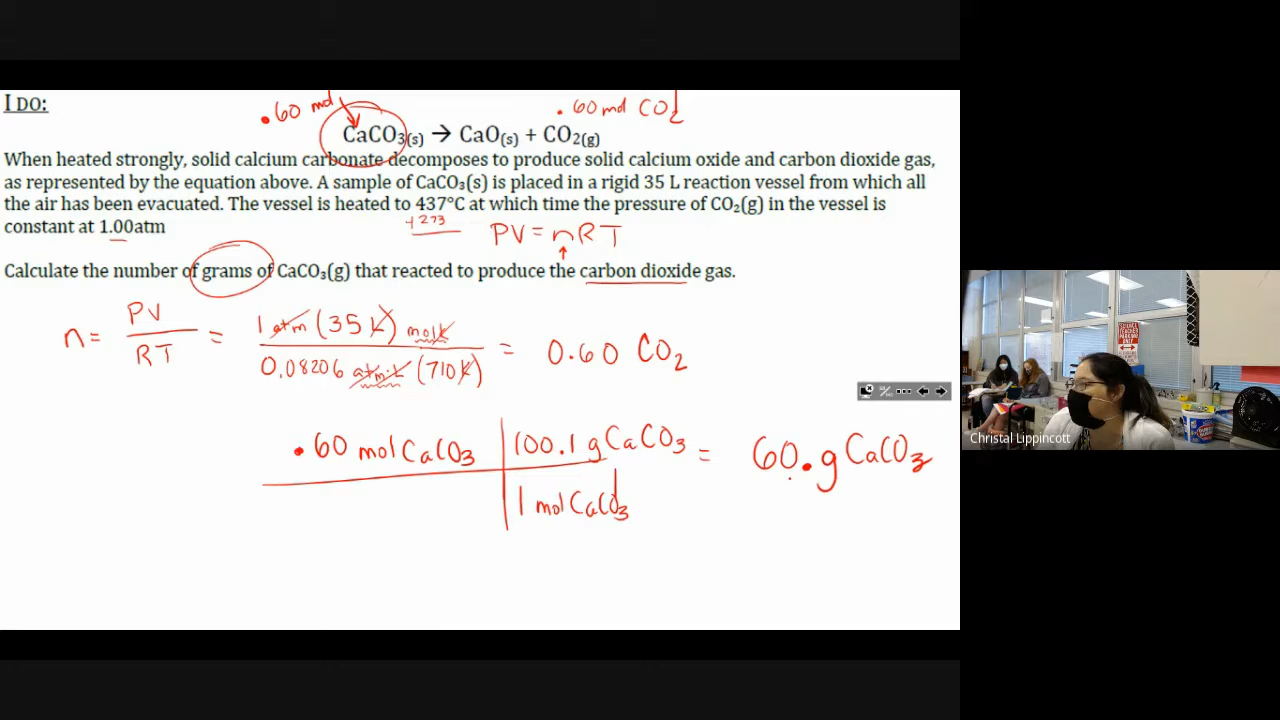 I DO:
.60 mol .60 mol CO2
CaCO₃(s) → CaO(s) + CO₂(g)
When heated strongly, solid calcium carbonate decomposes to produce solid calcium oxide and carbon dioxide gas,
as represented by the equation above. A sample of CaCO₃(s) is placed in a rigid 35 L reaction vessel from which all
the air has been evacuated. The vessel is heated to 437°C at which time the pressure of CO₂(g) in the vessel is
constant at 1.00atm
+273 PV = nRT
Calculate the number of grams of CaCO₃(g) that reacted to produce the carbon dioxide gas.
n = PV / RT = 1 atm (35 L) mol K / 0.08206 atm·L (710 K) = 0.60 CO2
.60 mol CaCO3 | 100.1 g CaCO3 = 60. g CaCO3
1 mol CaCO3
SCIENCE
TEACHER
PARKING
ONLY
Christal Lippincott